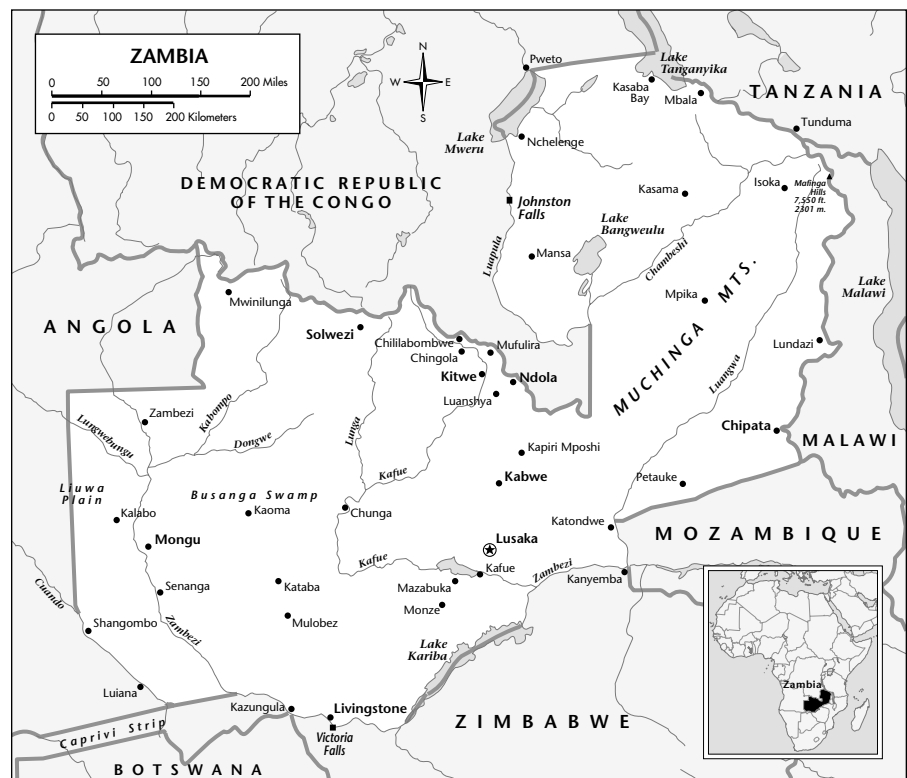 ZAMBIA
0 50 100 150 200 Miles
0 50 100 150 200 Kilometers
N
W E
S
Pweto
Lake
Tanganyika
Kasaba
Bay
Mbala
TANZANIA
Tunduma
Lake
Mweru
Nchelenge
DEMOCRATIC REPUBLIC
OF THE CONGO
Kasama
Isoka
Mafinga
Hills
7,550 ft.
2301 m.
Johnston
Falls
Lake
Bangweulu
Luapula
Mansa
Chambeshi
Lake
Malawi
Mwinilunga
Mpika
MUCHINGA MTS.
ANGOLA
Solwezi
Chililabombwe
Chingola
Mufulira
Lundazi
Kitwe
Ndola
Luanshya
Luangwa
Zambezi
Kabompo
Lungwebungu
Dongwe
Lunga
Chipata
MALAWI
Kapiri Mposhi
Kafue
Kabwe
Petauke
Liuwa
Plain
Busanga Swamp
Kalabo
Kaoma
Chunga
Katondwe
MOZAMBIQUE
Mongu
Lusaka
Kafue
Kafue
Zambezi
Kanyemba
Cuando
Senanga
Kataba
Mazabuka
Mulobez
Monze
Shangombo
Zambezi
Lake
Kariba
Zambia
Luiana
Kazungula
Livingstone
ZIMBABWE
Caprivi Strip
Victoria
Falls
BOTSWANA